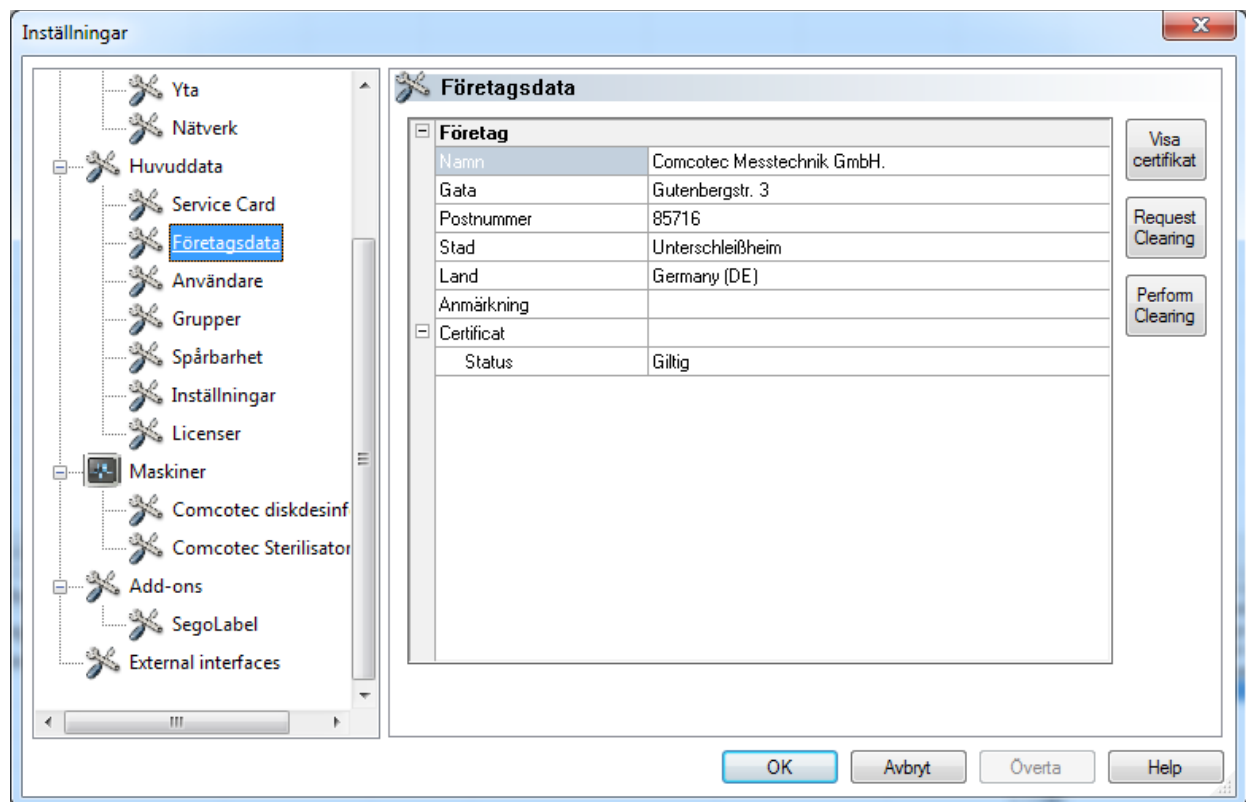 Inställningar
Yta
Nätverk
Huvuddata
Service Card
Företagsdata
Användare
Grupper
Spårbarhet
Inställningar
Licenser
Maskiner
Comcotec diskdesinf
Comcotec Sterilisator
Add-ons
SegoLabel
External interfaces
Företagsdata
Företag
Namn Comcotec Messtechnik GmbH.
Gata Gutenbergstr. 3
Postnummer 85716
Stad Unterschleißheim
Land Germany (DE)
Anmärkning
Certificat
Status Giltig
Visa
certifikat
Request
Clearing
Perform
Clearing
OK Avbryt Överta Help